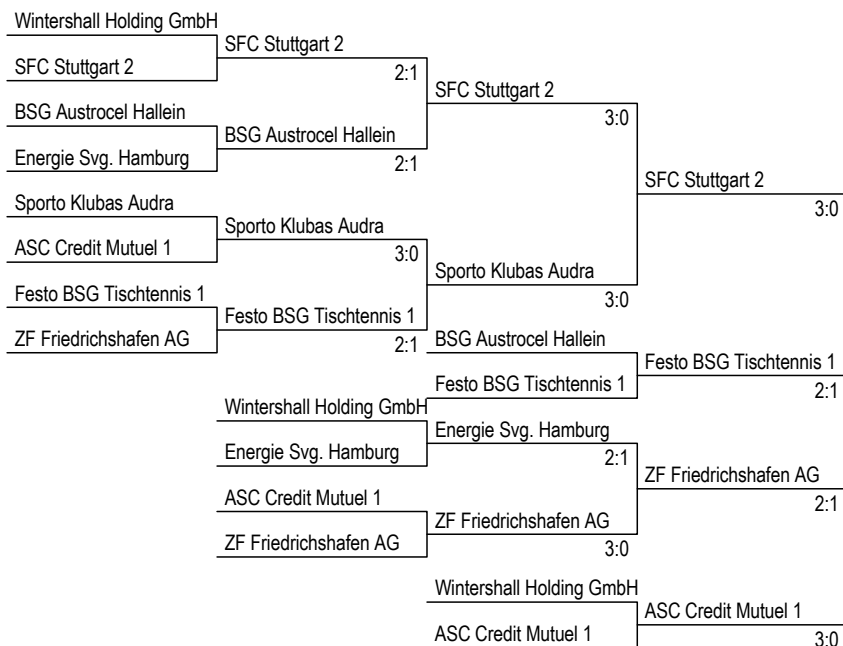 Wintershall Holding GmbH
SFC Stuttgart 2
SFC Stuttgart 2
2:1
SFC Stuttgart 2
BSG Austrocel Hallein
3:0
BSG Austrocel Hallein
Energie Svg. Hamburg
2:1
SFC Stuttgart 2
Sporto Klubas Audra
3:0
Sporto Klubas Audra
ASC Credit Mutuel 1
3:0
Sporto Klubas Audra
Festo BSG Tischtennis 1
3:0
Festo BSG Tischtennis 1
ZF Friedrichshafen AG
2:1
BSG Austrocel Hallein
Festo BSG Tischtennis 1
Festo BSG Tischtennis 1
2:1
Wintershall Holding GmbH
Energie Svg. Hamburg
Energie Svg. Hamburg
2:1
ZF Friedrichshafen AG
ASC Credit Mutuel 1
2:1
ZF Friedrichshafen AG
ZF Friedrichshafen AG
3:0
Wintershall Holding GmbH
ASC Credit Mutuel 1
ASC Credit Mutuel 1
3:0